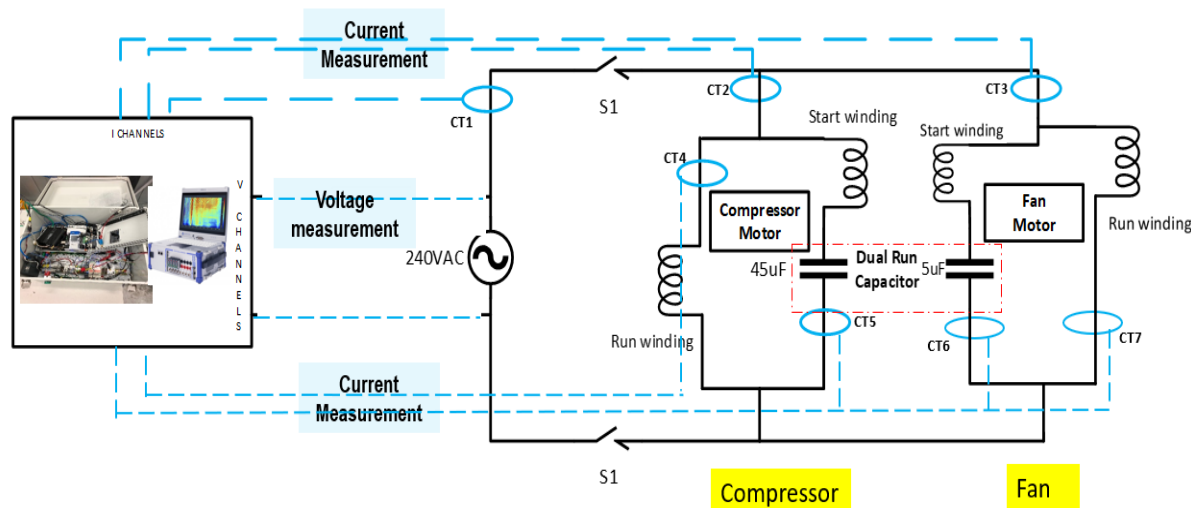 Current
Measurement
I CHANNELS
V CHANNELS
CT1
S1
CT2
CT3
Start winding
Start winding
CT4
Voltage
measurement
240VAC
Compressor
Motor
Fan
Motor
Run winding
45uF
Dual Run
Capacitor
5uF
CT5
CT6
CT7
Run winding
Current
Measurement
S1
Compressor
Fan